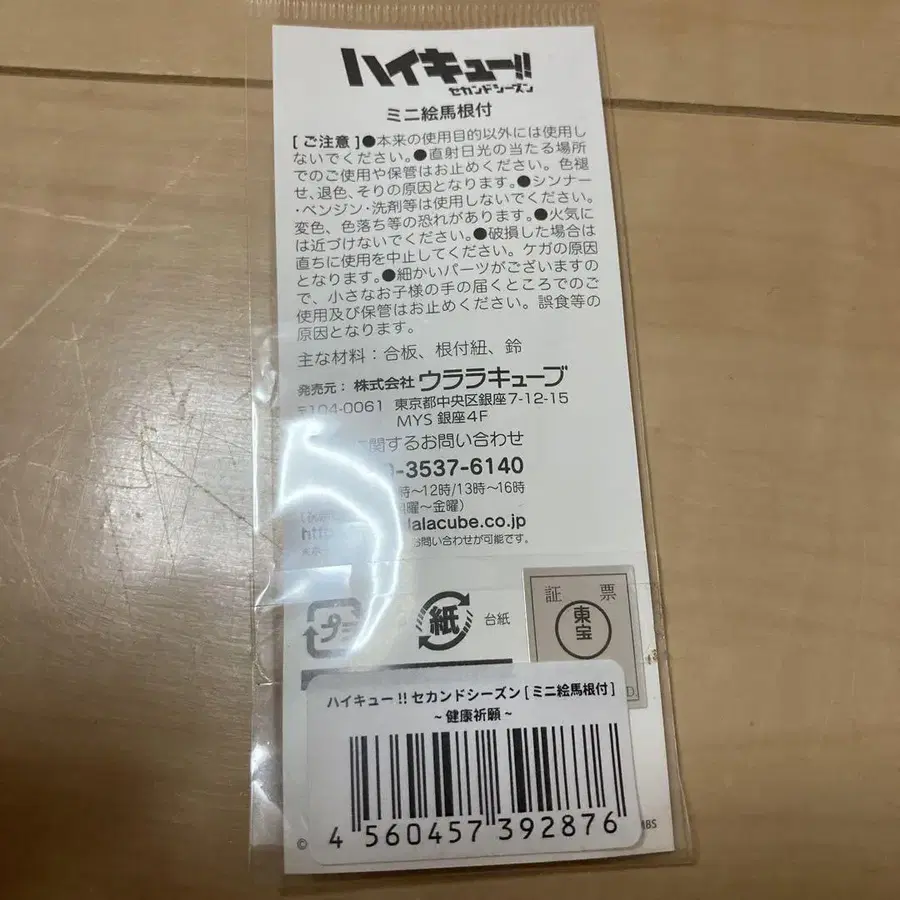 ハイキュー!!
セカンドシーズン
ミニ絵馬根付
[ご注意]●本来の使用目的以外には使用し
ないでください。●直射日光の当たる場所
でのご使用や保管はお止めください。色褪
せ、退色、そりの原因となります。●シンナー
・ベンジン・洗剤等は使用しないでください。
変色、色落ち等の恐れがあります。●火気に
は近づけないでください。●破損した場合は
直ちに使用を中止してください。ケガの原因
となります。●細かいパーツがございますの
で、小さなお子様の手の届くところでのご
使用及び保管はお止めください。誤食等の
原因となります。
主な材料：合板、根付紐、鈴
発売元：株式会社ウララキューブ
〒104-0061 東京都中央区銀座7-12-15
MYS 銀座4F
に関するお問い合わせ
-3537-6140
時～12時/13時～16時
曜～金曜)
lalacube.co.jp
お問い合わせが可能です。
プラ
紙
台紙
証 票
東宝
D.
ハイキュー!!セカンドシーズン[ミニ絵馬根付]
~健康祈願~
4 560457 392876
©
MBS